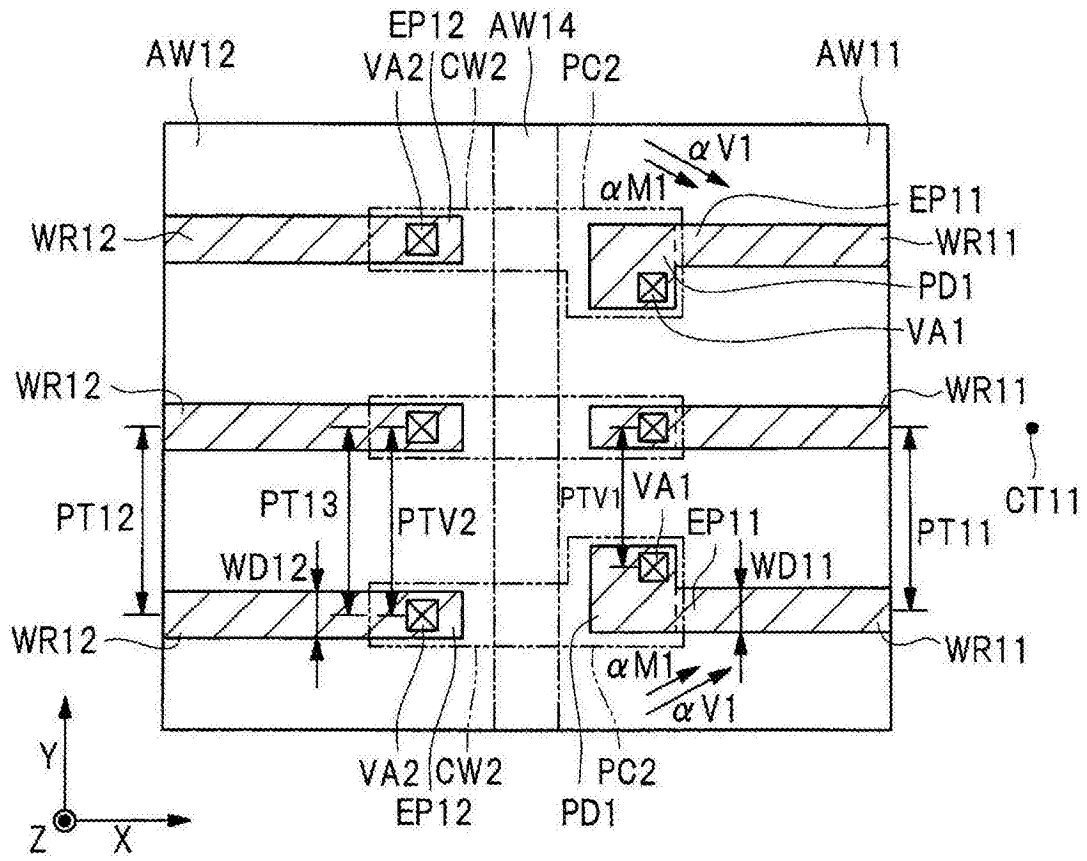 EP12 AW14
AW12 VA2 CW2 PC2 AW11
αV1
αM1
EP11
WR12 WR11
PD1
VA1
WR12 WR11
PT12 PT13 PTV2 PTV1 VA1 CT11
EP11 PT11
WD12 WD11
WR12 WR11
αM1
αV1
Y VA2 CW2 PC2
EP12 PD1
Z X